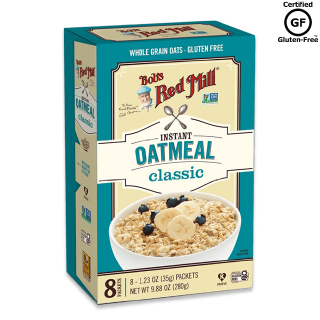 Certified
GF
Gluten-Free
WHOLE GRAIN OATS · GLUTEN FREE
Bob's
Red Mill
INSTANT
OATMEAL
classic
8 PACKETS
8 - 1.23 OZ (35g) PACKETS
NET WT 9.88 OZ (280g)